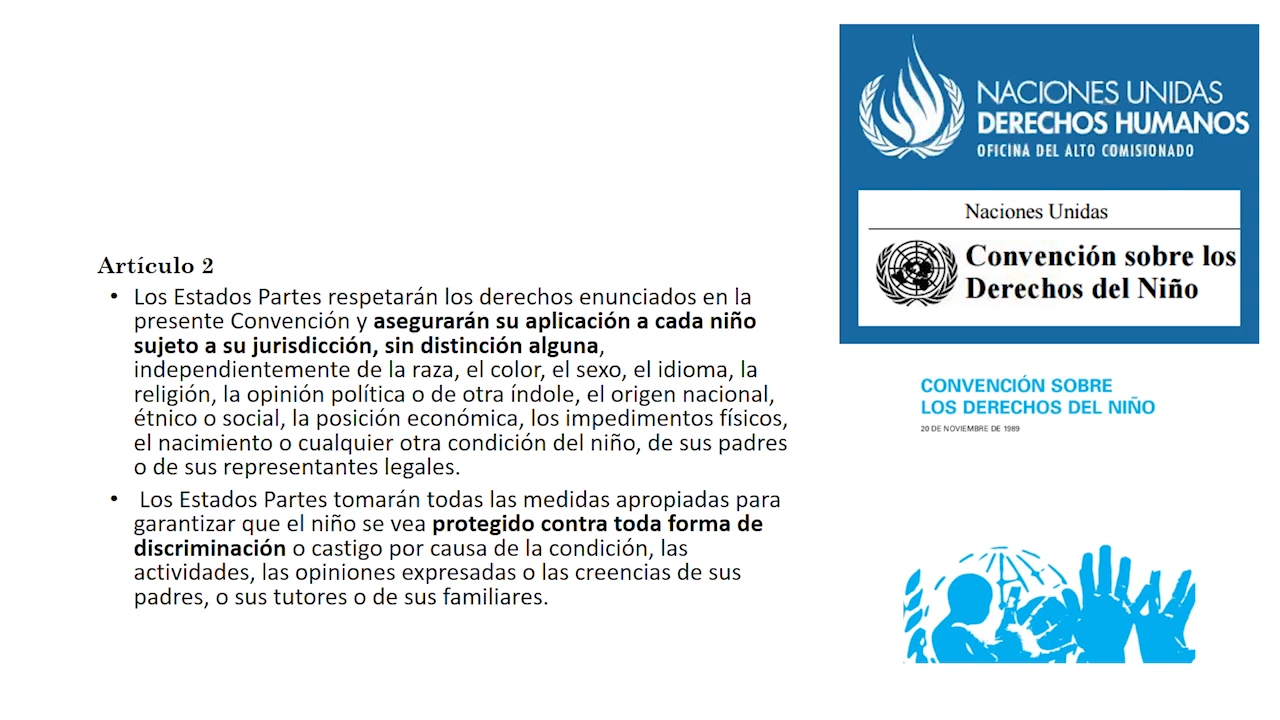 NACIONES UNIDAS
DERECHOS HUMANOS
OFICINA DEL ALTO COMISIONADO
Naciones Unidas
Convención sobre los
Derechos del Niño
Artículo 2
• Los Estados Partes respetarán los derechos enunciados en la
presente Convención y asegurarán su aplicación a cada niño
sujeto a su jurisdicción, sin distinción alguna,
independientemente de la raza, el color, el sexo, el idioma, la
religión, la opinión política o de otra índole, el origen nacional,
étnico o social, la posición económica, los impedimentos físicos,
el nacimiento o cualquier otra condición del niño, de sus padres
o de sus representantes legales.
• Los Estados Partes tomarán todas las medidas apropiadas para
garantizar que el niño se vea protegido contra toda forma de
discriminación o castigo por causa de la condición, las
actividades, las opiniones expresadas o las creencias de sus
padres, o sus tutores o de sus familiares.
CONVENCIÓN SOBRE
LOS DERECHOS DEL NIÑO
20 DE NOVIEMBRE DE 1989